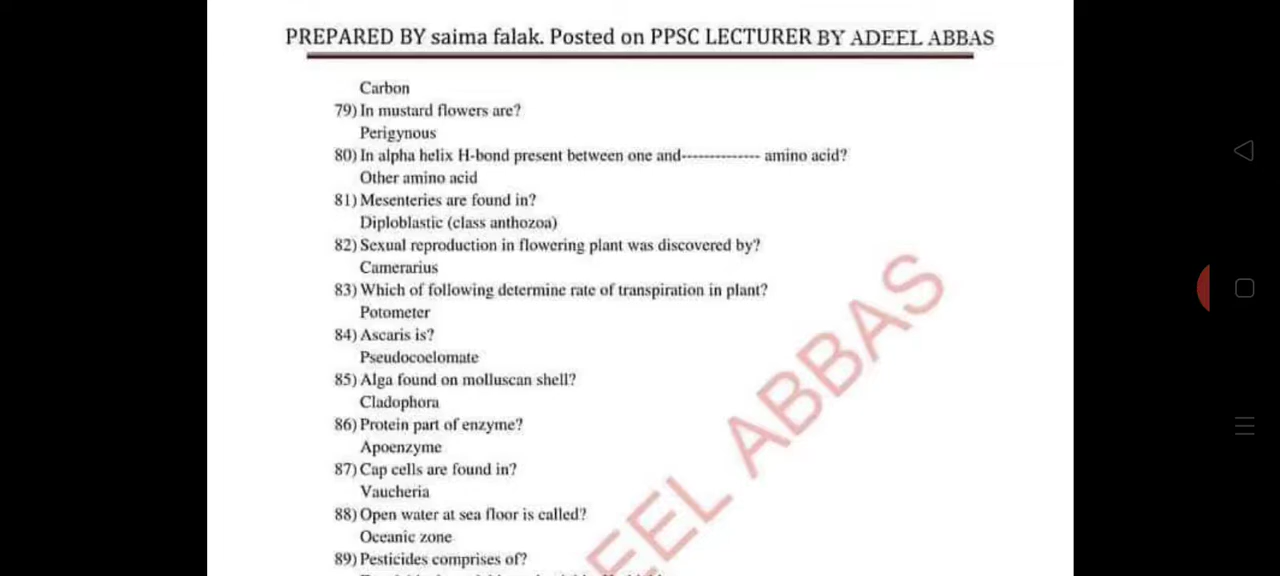 PREPARED BY saima falak. Posted on PPSC LECTURER BY ADEEL ABBAS
Carbon
79) In mustard flowers are?
Perigynous
80) In alpha helix H-bond present between one and-------------- amino acid?
Other amino acid
81) Mesenteries are found in?
Diploblastic (class anthozoa)
82) Sexual reproduction in flowering plant was discovered by?
Camerarius
83) Which of following determine rate of transpiration in plant?
Potometer
84) Ascaris is?
Pseudocoelomate
85) Alga found on molluscan shell?
Cladophora
86) Protein part of enzyme?
Apoenzyme
87) Cap cells are found in?
Vaucheria
88) Open water at sea floor is called?
Oceanic zone
89) Pesticides comprises of?
EEL ABBAS